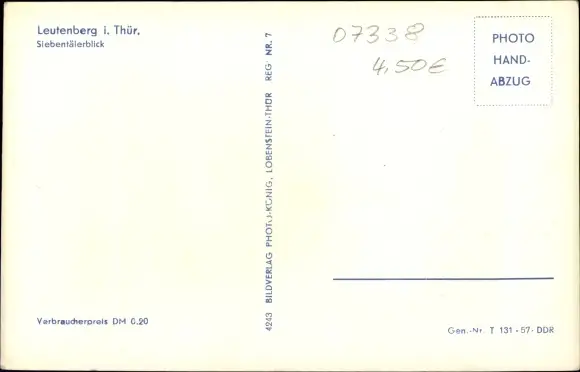 Leutenberg i. Thür.
Siebentälerblick
07338
4,50€
PHOTO
HAND-
ABZUG
4243 BILDVERLAG PHOTO-KÖNIG, LOBENSTEIN-THÜR REG NR. 7
Verbraucherpreis DM 0.20
Gen.-Nr. T 131 - 57- DDR